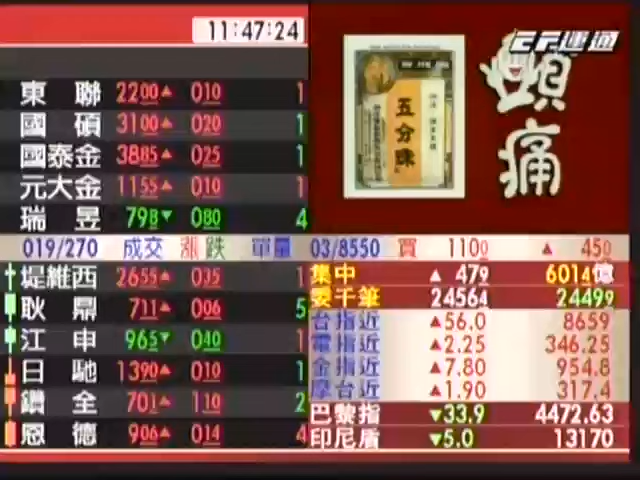 11:47:24
東聯 2200▲ 010 1
國碩 3100▲ 020 1
國泰金 3885▲ 025 1
元大金 1155▲ 010 1
瑞昱 798▼ 080 4
019/270 成交 漲跌 單量
堤維西 2655▲ 035 1
耿鼎 711▲ 006 5
江申 965▼ 040 1
日馳 1390▲ 010 1
鑽全 701▲ 110 2
恩德 906▲ 014 4
五分珠
頭痛
03/8550 買 1100 ▲ 450
集中 ▲ 479 6014億
委千筆 24564 24499
台指近 ▲56.0 8659
電指近 ▲2.25 346.25
金指近 ▲7.80 954.8
摩台近 ▲1.90 317.4
巴黎指 ▼33.9 4472.63
印尼盾 ▼5.0 13170